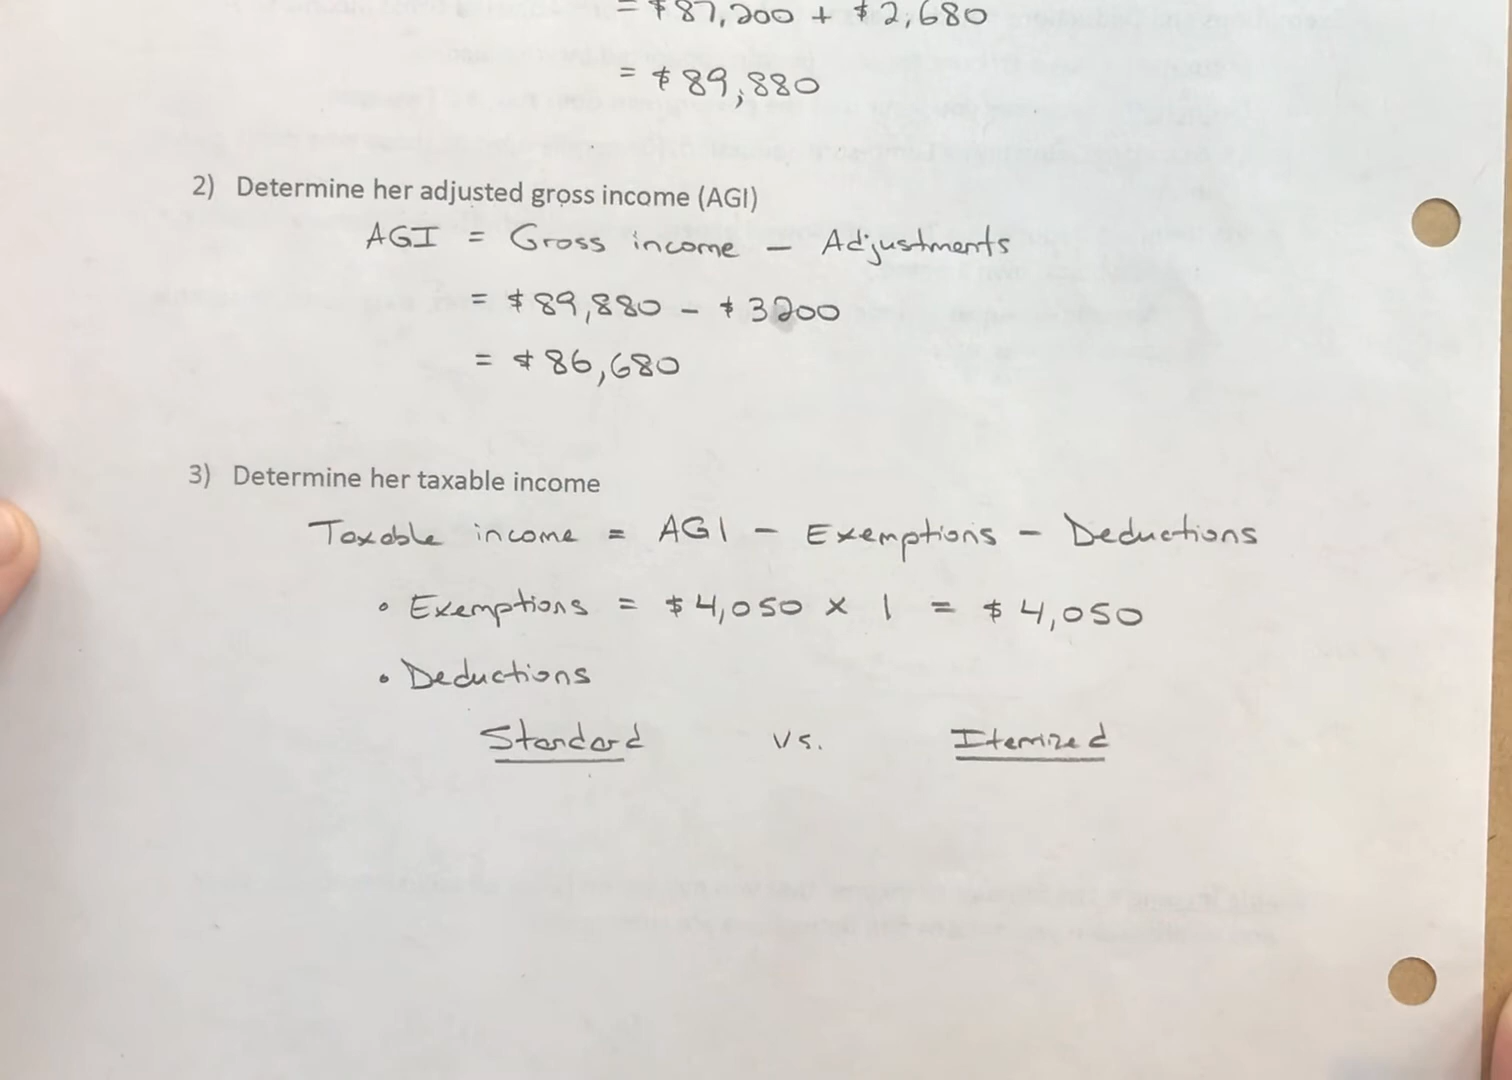 = $87,200 + $2,680
= $89,880
2) Determine her adjusted gross income (AGI)
AGI = Gross income - Adjustments
= $89,880 - $3200
= $86,680
3) Determine her taxable income
Taxable income = AGI - Exemptions - Deductions
• Exemptions = $4,050 x 1 = $4,050
• Deductions
Standard vs. Itemized